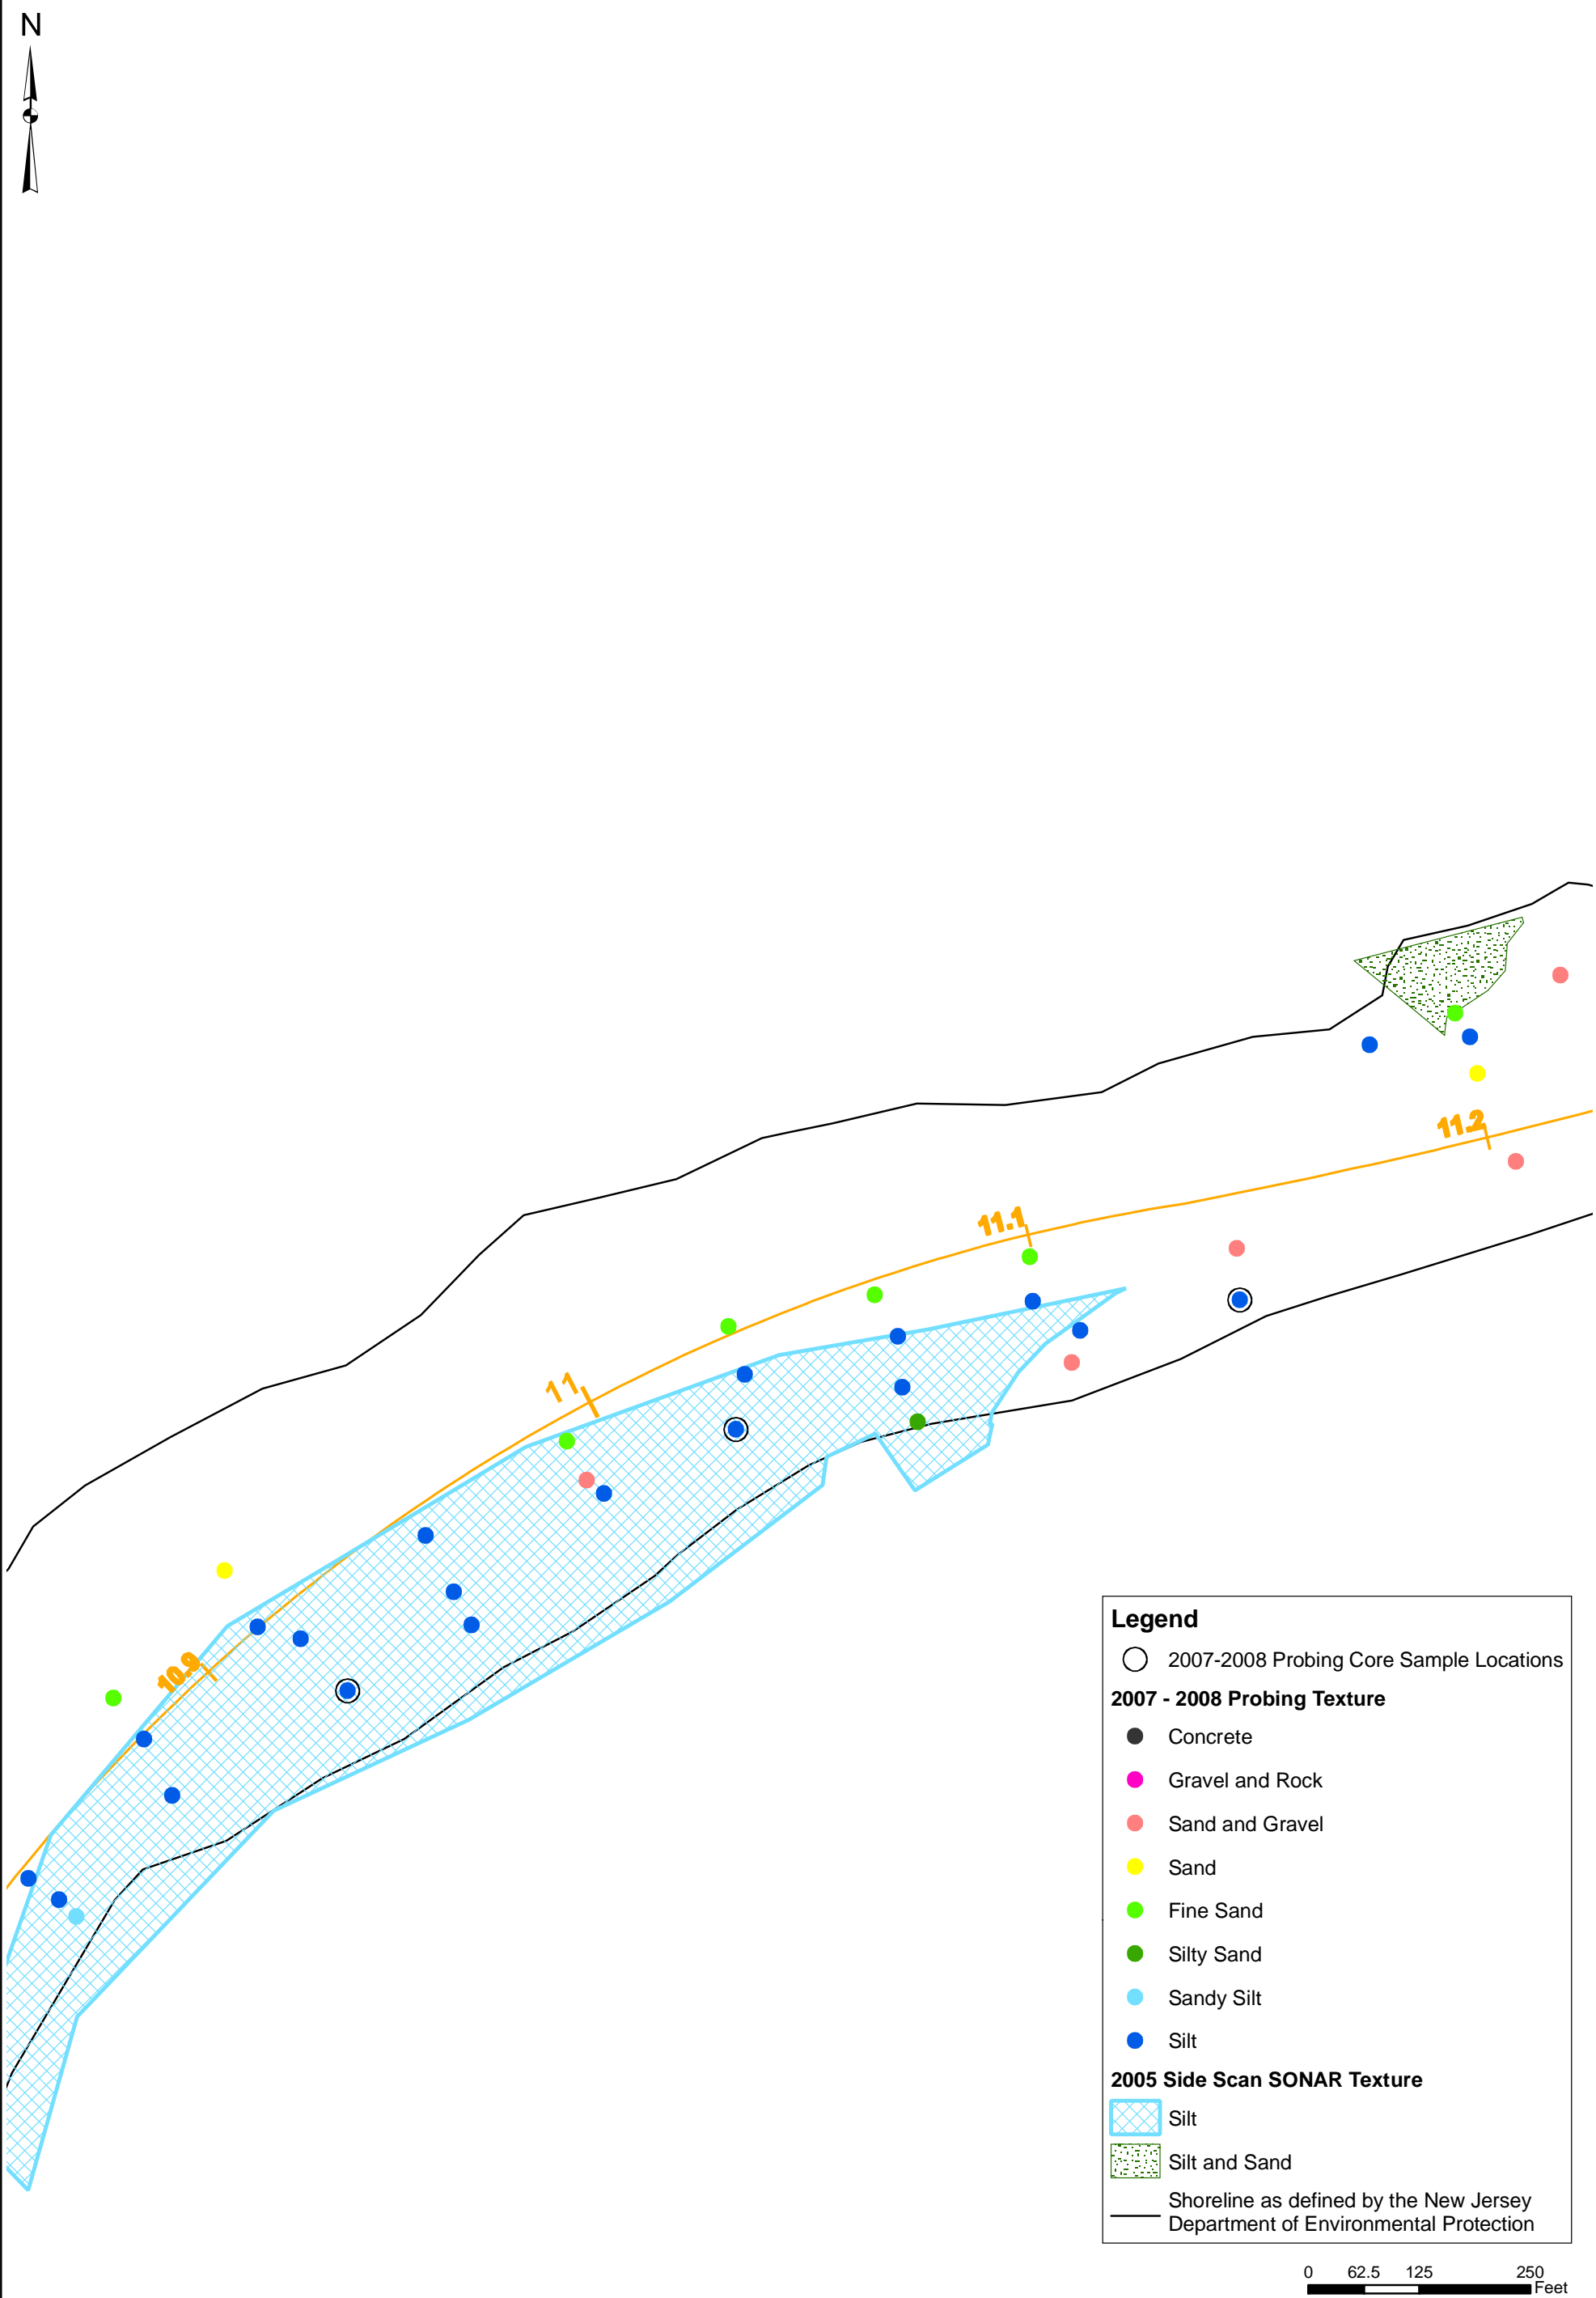 N
11.2
11.1
11
10.9
Legend
2007-2008 Probing Core Sample Locations
2007 - 2008 Probing Texture
Concrete
Gravel and Rock
Sand and Gravel
Sand
Fine Sand
Silty Sand
Sandy Silt
Silt
2005 Side Scan SONAR Texture
Silt
Silt and Sand
Shoreline as defined by the New Jersey
Department of Environmental Protection
0 62.5 125 250
Feet